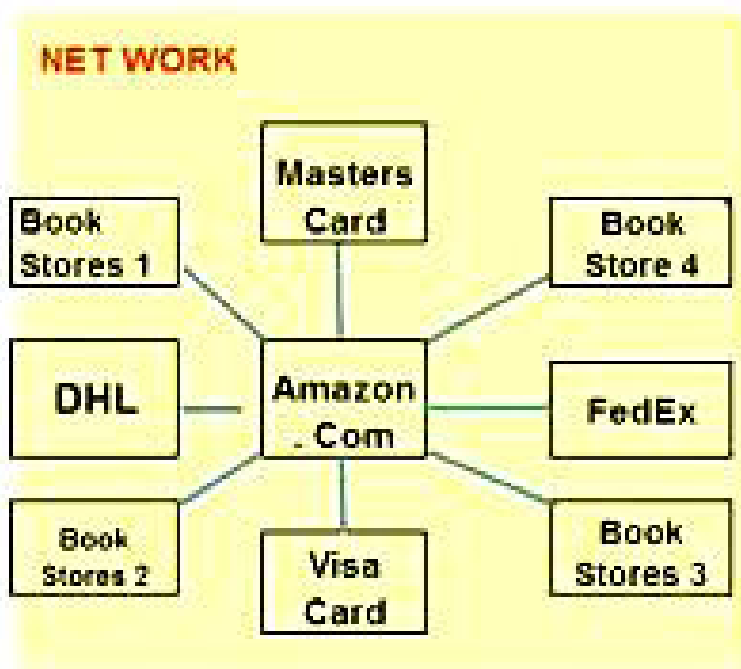 NET WORK
Masters
Card
Book
Stores 1
Book
Store 4
DHL
Amazon
. Com
FedEx
Book
Stores 2
Visa
Card
Book
Stores 3